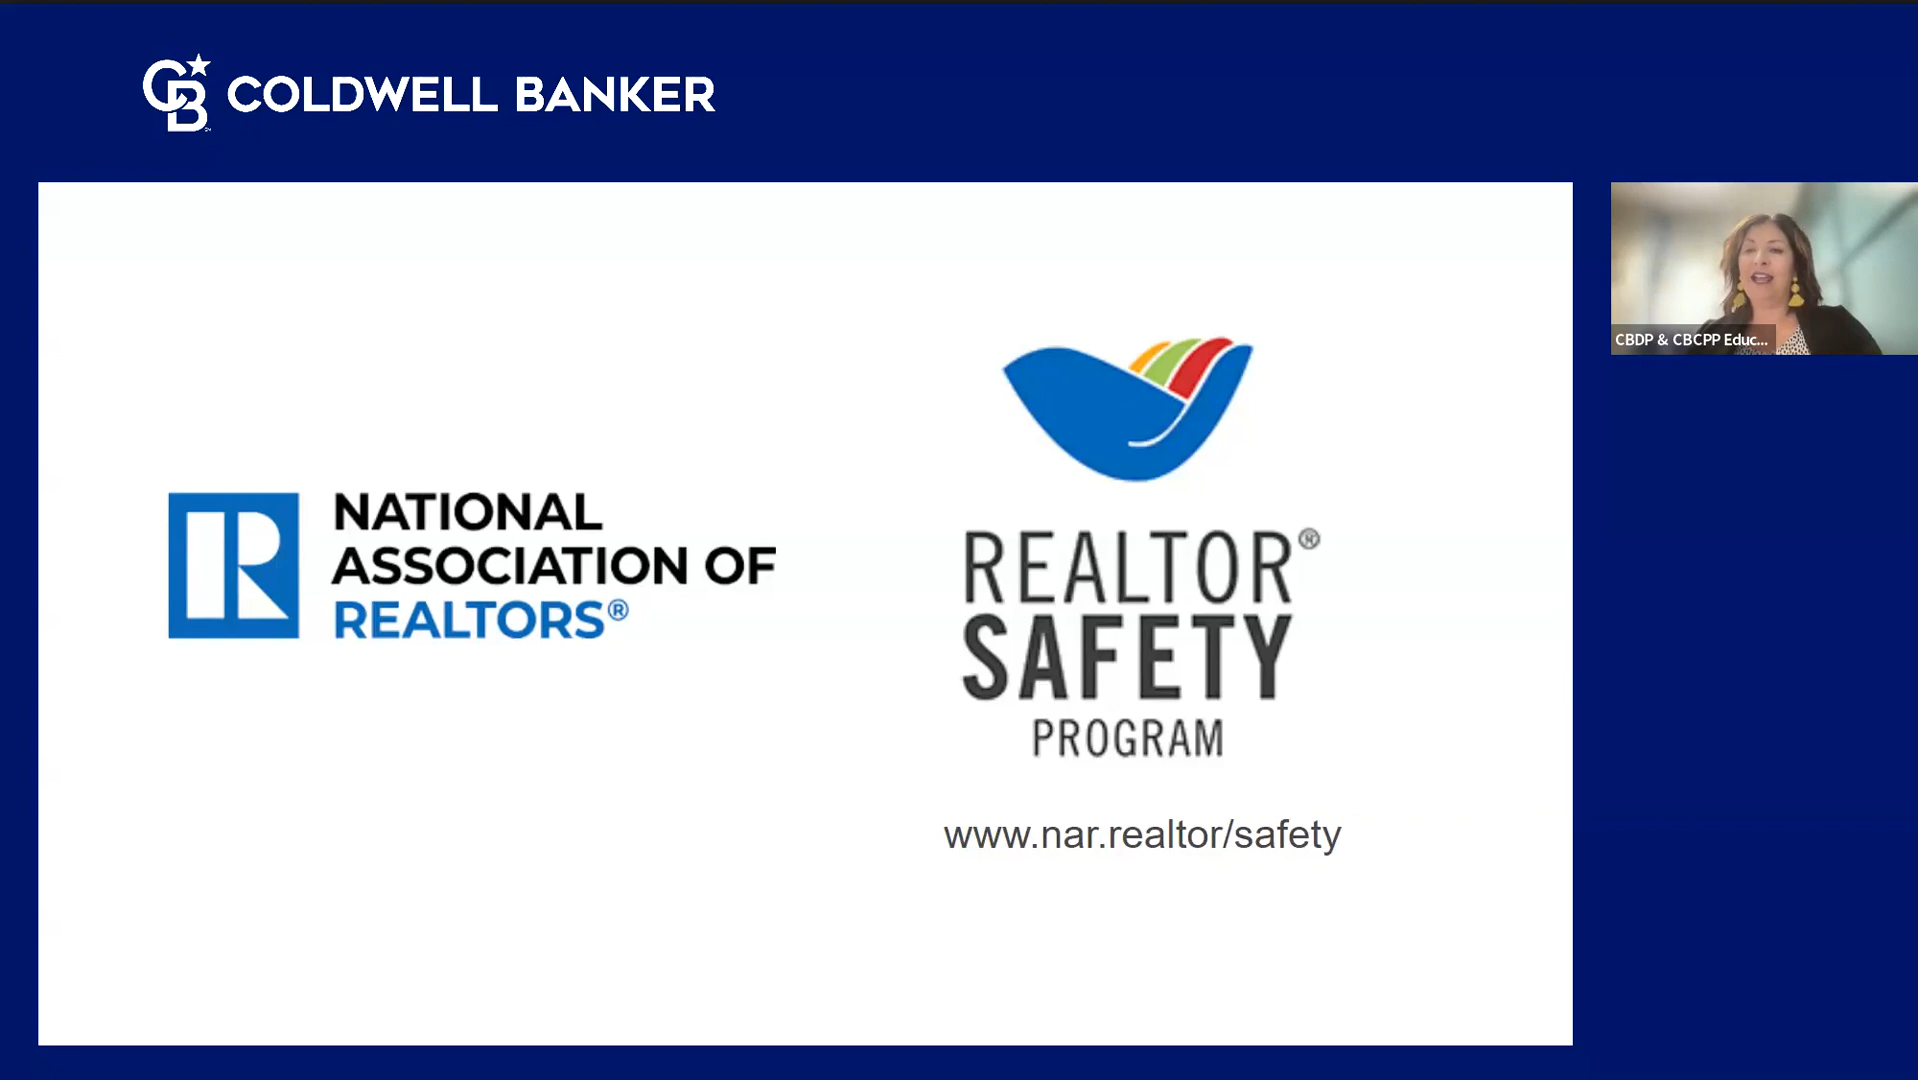 COLDWELL BANKER
NATIONAL
ASSOCIATION OF
REALTORS®
REALTOR®
SAFETY
PROGRAM
www.nar.realtor/safety
CBDP & CBCPP Educ...